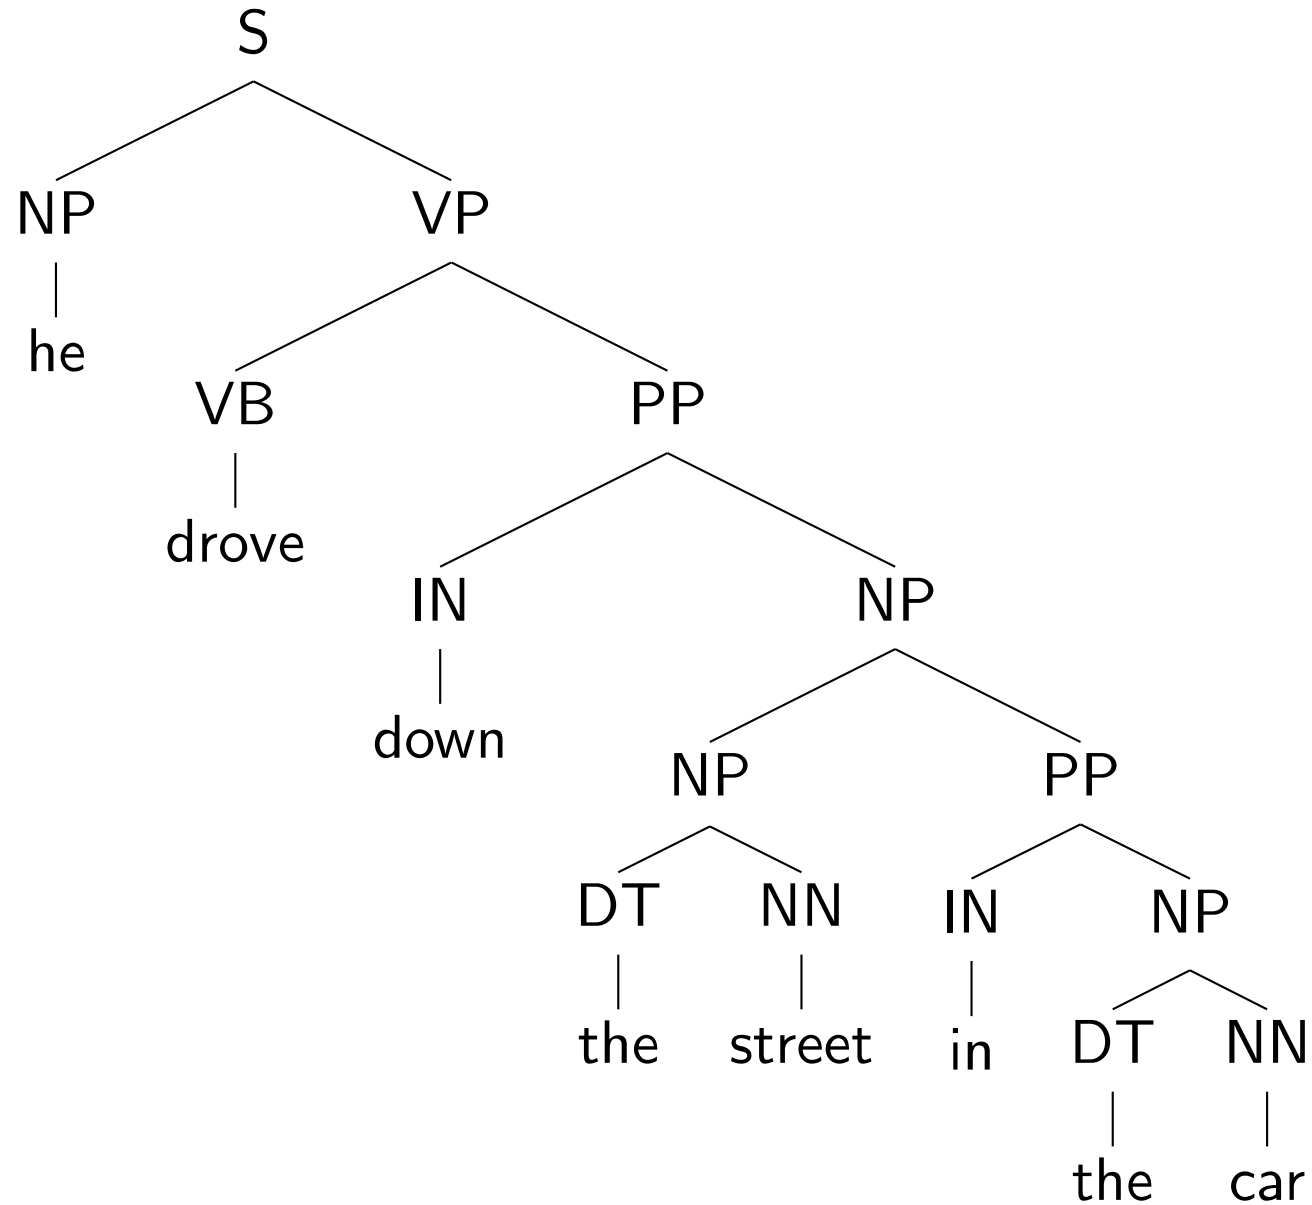 S
NP VP
he
VB PP
drove
IN NP
down
NP PP
DT NN IN NP
the street in
DT NN
the car